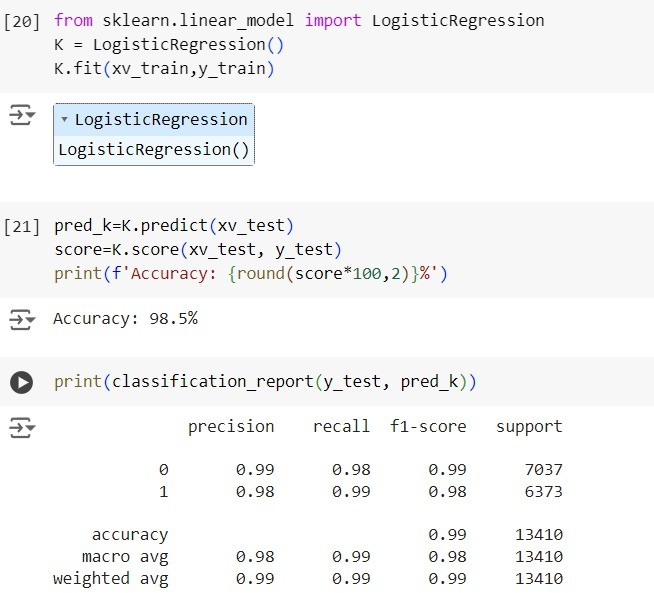 [20] from sklearn.linear_model import LogisticRegression
K = LogisticRegression()
K.fit(xv_train,y_train)
LogisticRegression
LogisticRegression()
[21] pred_k=K.predict(xv_test)
score=K.score(xv_test, y_test)
print(f'Accuracy: {round(score*100,2)}%')
Accuracy: 98.5%
print(classification_report(y_test, pred_k))
precision recall f1-score support
0 0.99 0.98 0.99 7037
1 0.98 0.99 0.98 6373
accuracy 0.99 13410
macro avg 0.98 0.99 0.98 13410
weighted avg 0.99 0.99 0.99 13410